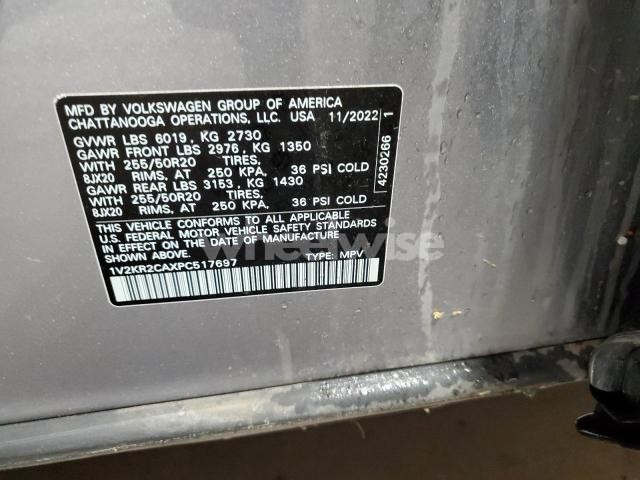 MFD BY VOLKSWAGEN GROUP OF AMERICA
CHATTANOOGA OPERATIONS, LLC. USA 11/2022
GVWR LBS 6019, KG 2730
GAWR FRONT LBS 2976, KG 1350
WITH 255/50R20 TIRES,
8JX20 RIMS, AT 250 KPA, 36 PSI COLD
GAWR REAR LBS 3153, KG 1430
WITH 255/50R20 TIRES,
8JX20 RIMS, AT 250 KPA, 36 PSI COLD
THIS VEHICLE CONFORMS TO ALL APPLICABLE
U.S. FEDERAL MOTOR VEHICLE SAFETY STANDARDS
IN EFFECT ON THE DATE OF MANUFACTURE
SHOWN ABOVE.
1V2KR2CAXPC517697 TYPE: MPV
4230266 1
wheelwise